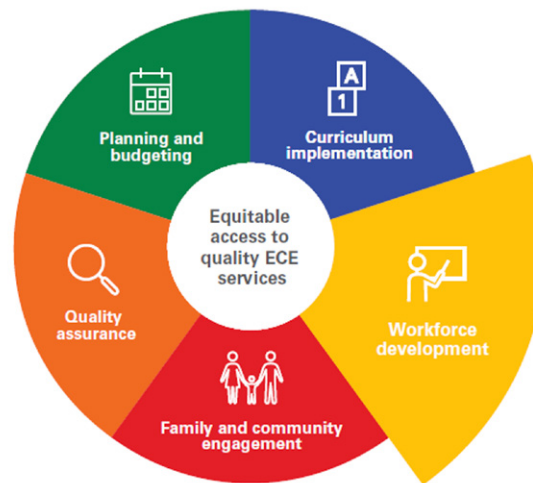 Planning and
budgeting
A
1
Curriculum
implementation
Equitable
access to
quality ECE
services
Quality
assurance
Workforce
development
Family and community
engagement